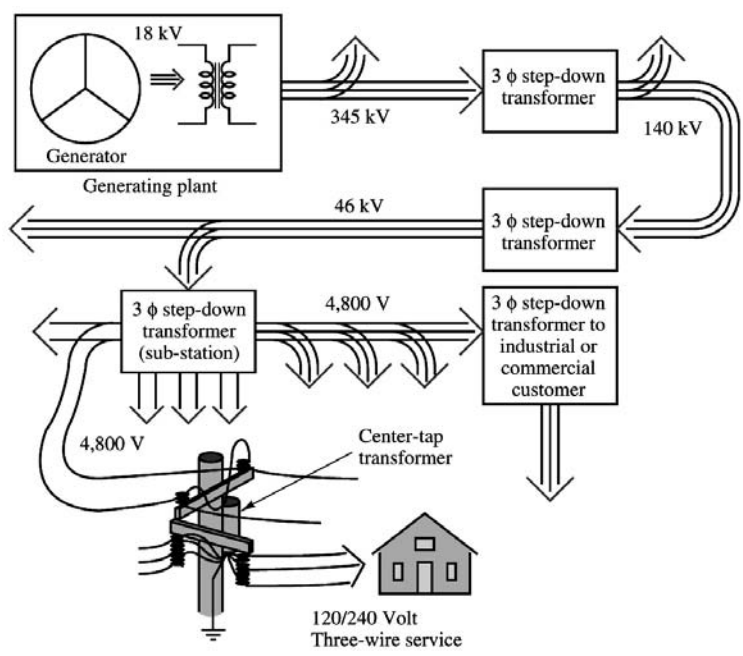 18 kV
Generator
Generating plant
345 kV
3 ϕ step-down
transformer
140 kV
46 kV
3 ϕ step-down
transformer
3 ϕ step-down
transformer
(sub-station)
4,800 V
3 ϕ step-down
transformer to
industrial or
commercial
customer
4,800 V
Center-tap
transformer
120/240 Volt
Three-wire service